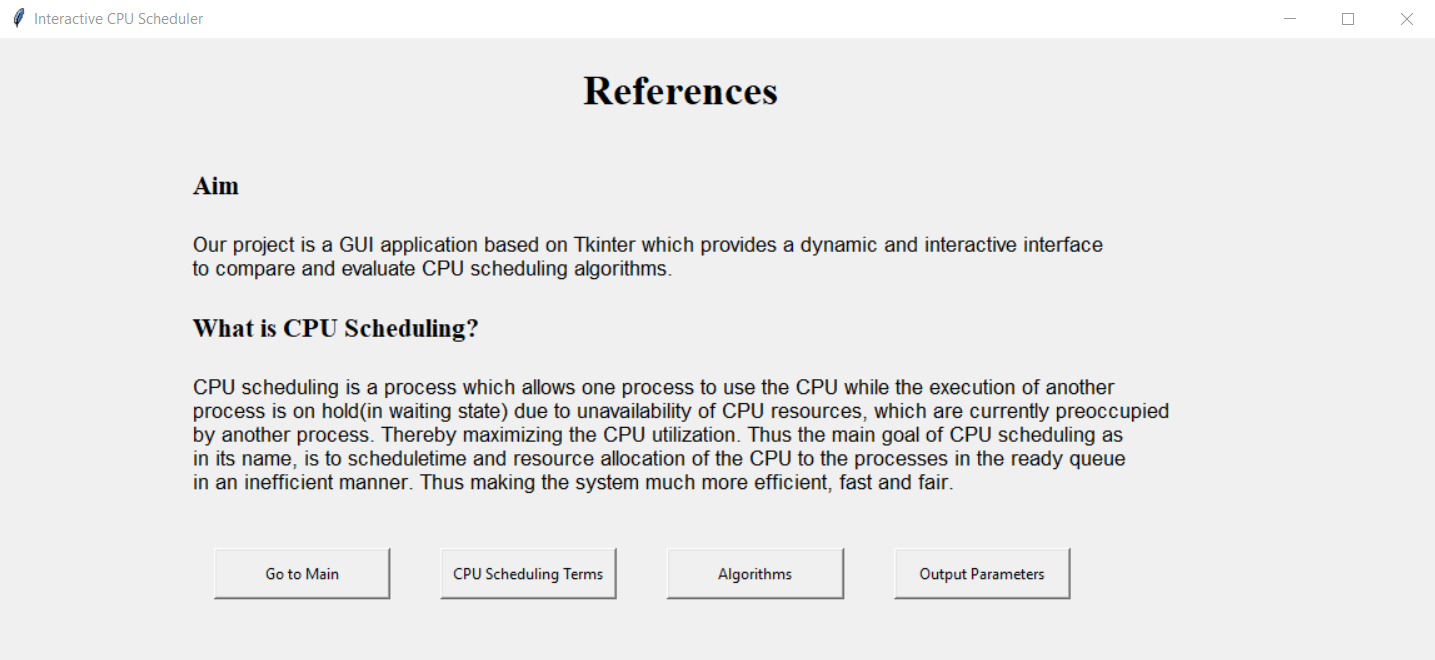 Interactive CPU Scheduler
References
Aim
Our project is a GUI application based on Tkinter which provides a dynamic and interactive interface
to compare and evaluate CPU scheduling algorithms.
What is CPU Scheduling?
CPU scheduling is a process which allows one process to use the CPU while the execution of another
process is on hold(in waiting state) due to unavailability of CPU resources, which are currently preoccupied
by another process. Thereby maximizing the CPU utilization. Thus the main goal of CPU scheduling as
in its name, is to scheduletime and resource allocation of the CPU to the processes in the ready queue
in an inefficient manner. Thus making the system much more efficient, fast and fair.
Go to Main
CPU Scheduling Terms
Algorithms
Output Parameters